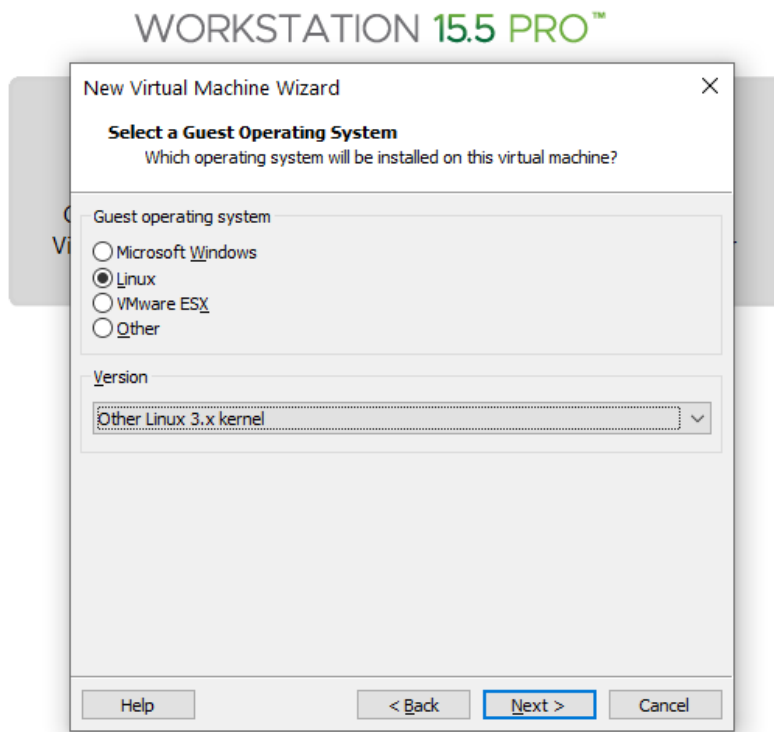 WORKSTATION 15.5 PRO™
New Virtual Machine Wizard
Select a Guest Operating System
Which operating system will be installed on this virtual machine?
Guest operating system
Microsoft Windows
Linux
VMware ESX
Other
Version
Other Linux 3.x kernel
Help
< Back
Next >
Cancel